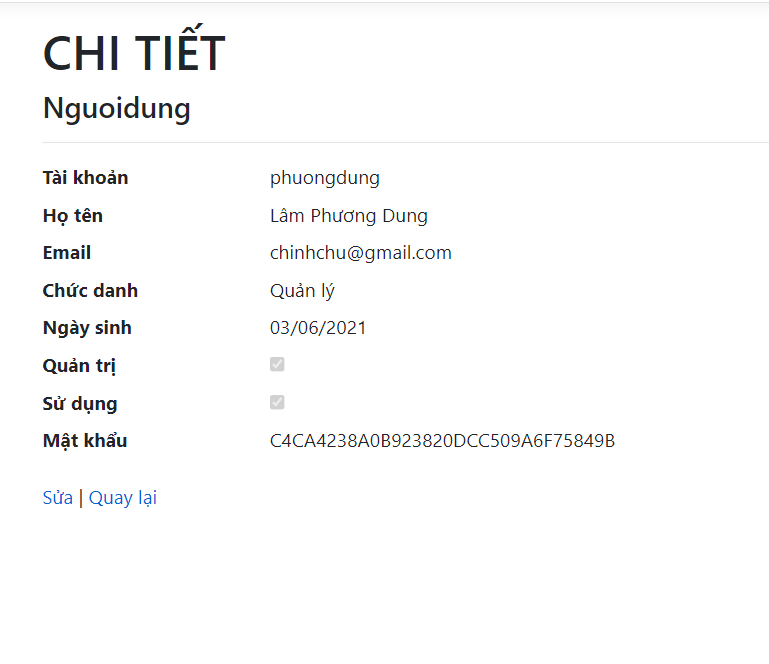 CHI TIẾT
Nguoidung
Tài khoản phuongdung
Họ tên Lâm Phương Dung
Email chinhchu@gmail.com
Chức danh Quản lý
Ngày sinh 03/06/2021
Quản trị
Sử dụng
Mật khẩu C4CA4238A0B923820DCC509A6F75849B
Sửa | Quay lại